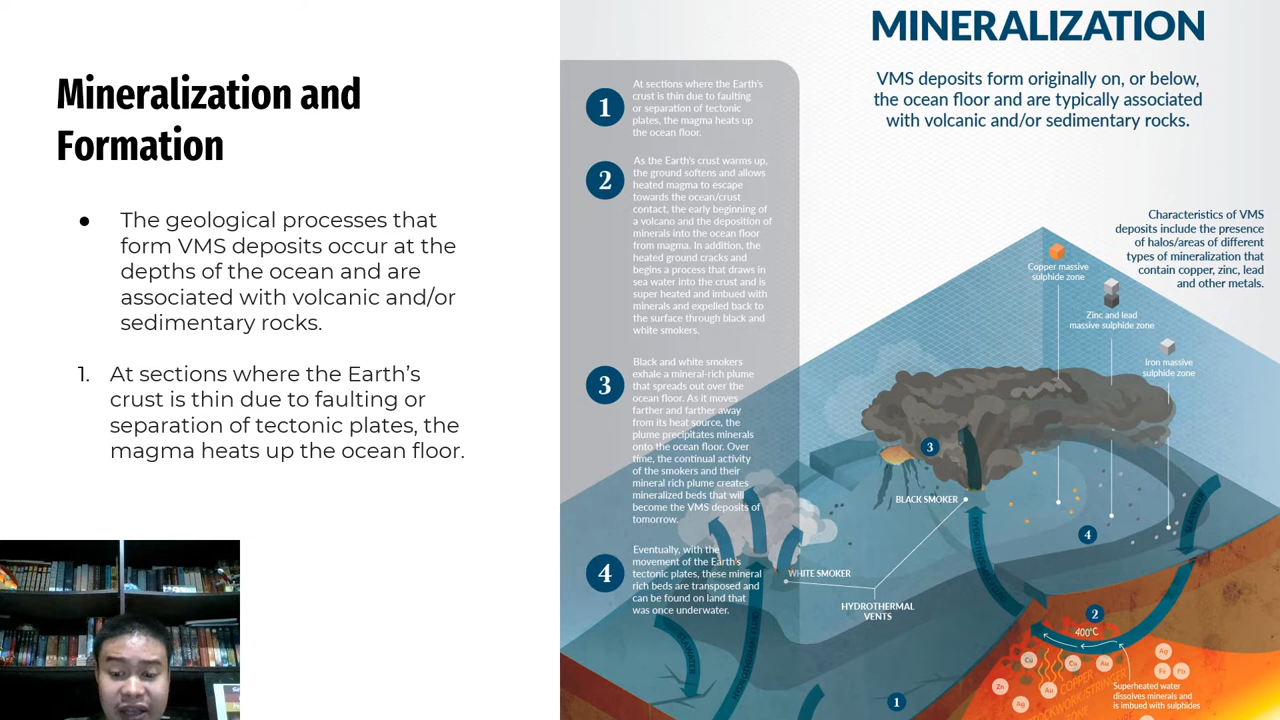 Mineralization and
Formation
● The geological processes that
form VMS deposits occur at the
depths of the ocean and are
associated with volcanic and/or
sedimentary rocks.
1. At sections where the Earth's
crust is thin due to faulting or
separation of tectonic plates, the
magma heats up the ocean floor.
MINERALIZATION
VMS deposits form originally on, or below,
the ocean floor and are typically associated
with volcanic and/or sedimentary rocks.
1
At sections where the Earth's
crust is thin due to faulting
or separation of tectonic
plates, the magma heats up
the ocean floor.
2
As the Earth's crust warms up,
the ground softens and allows
heated magma to escape
towards the ocean/crust
contact, the early beginning of
a volcano and the deposition of
minerals into the ocean floor
from magma. In addition, the
heated ground cracks and
begins a process that draws in
sea water into the crust and is
super heated and imbued with
minerals and expelled back to
the surface through black and
white smokers.
3
Black and white smokers
exhale a mineral-rich plume
that spreads out over the
ocean floor. As it moves
farther and farther away
from its heat source, the
plume precipitates minerals
onto the ocean floor. Over
time, the continual activity
of the smokers and their
mineral rich plume creates
mineralized beds that will
become the VMS deposits of
tomorrow.
4
Eventually, with the
movement of the Earth's
tectonic plates, these mineral
rich beds are transposed and
can be found on land that
was once underwater.
Characteristics of VMS
deposits include the presence
of halos/areas of different
types of mineralization that
contain copper, zinc, lead
and other metals.
Copper massive
sulphide zone
Zinc and lead
massive sulphide zone
Iron massive
sulphide zone
3
BLACK SMOKER
4
SEAWATER
WHITE SMOKER
HYDROTHERMAL
VENTS
2
400°C
SEAWATER
1
Cu
Cu
Au
Ag
Fe
Zn
Au
Ag
COPPER
Superheated water
dissolves minerals and
is imbued with sulphides